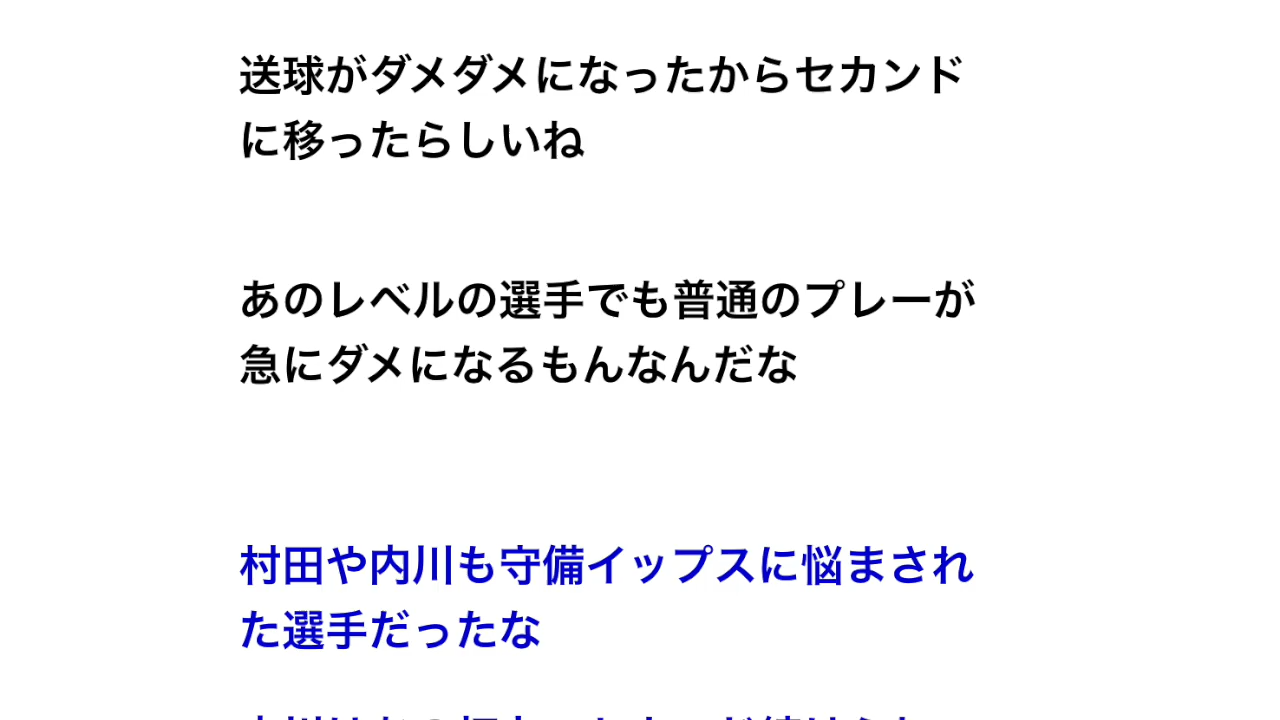 送球がダメダメになったからセカンド
に移ったらしいね
あのレベルの選手でも普通のプレーが
急にダメになるもんなんだな
村田や内川も守備イップスに悩まされ
た選手だったな